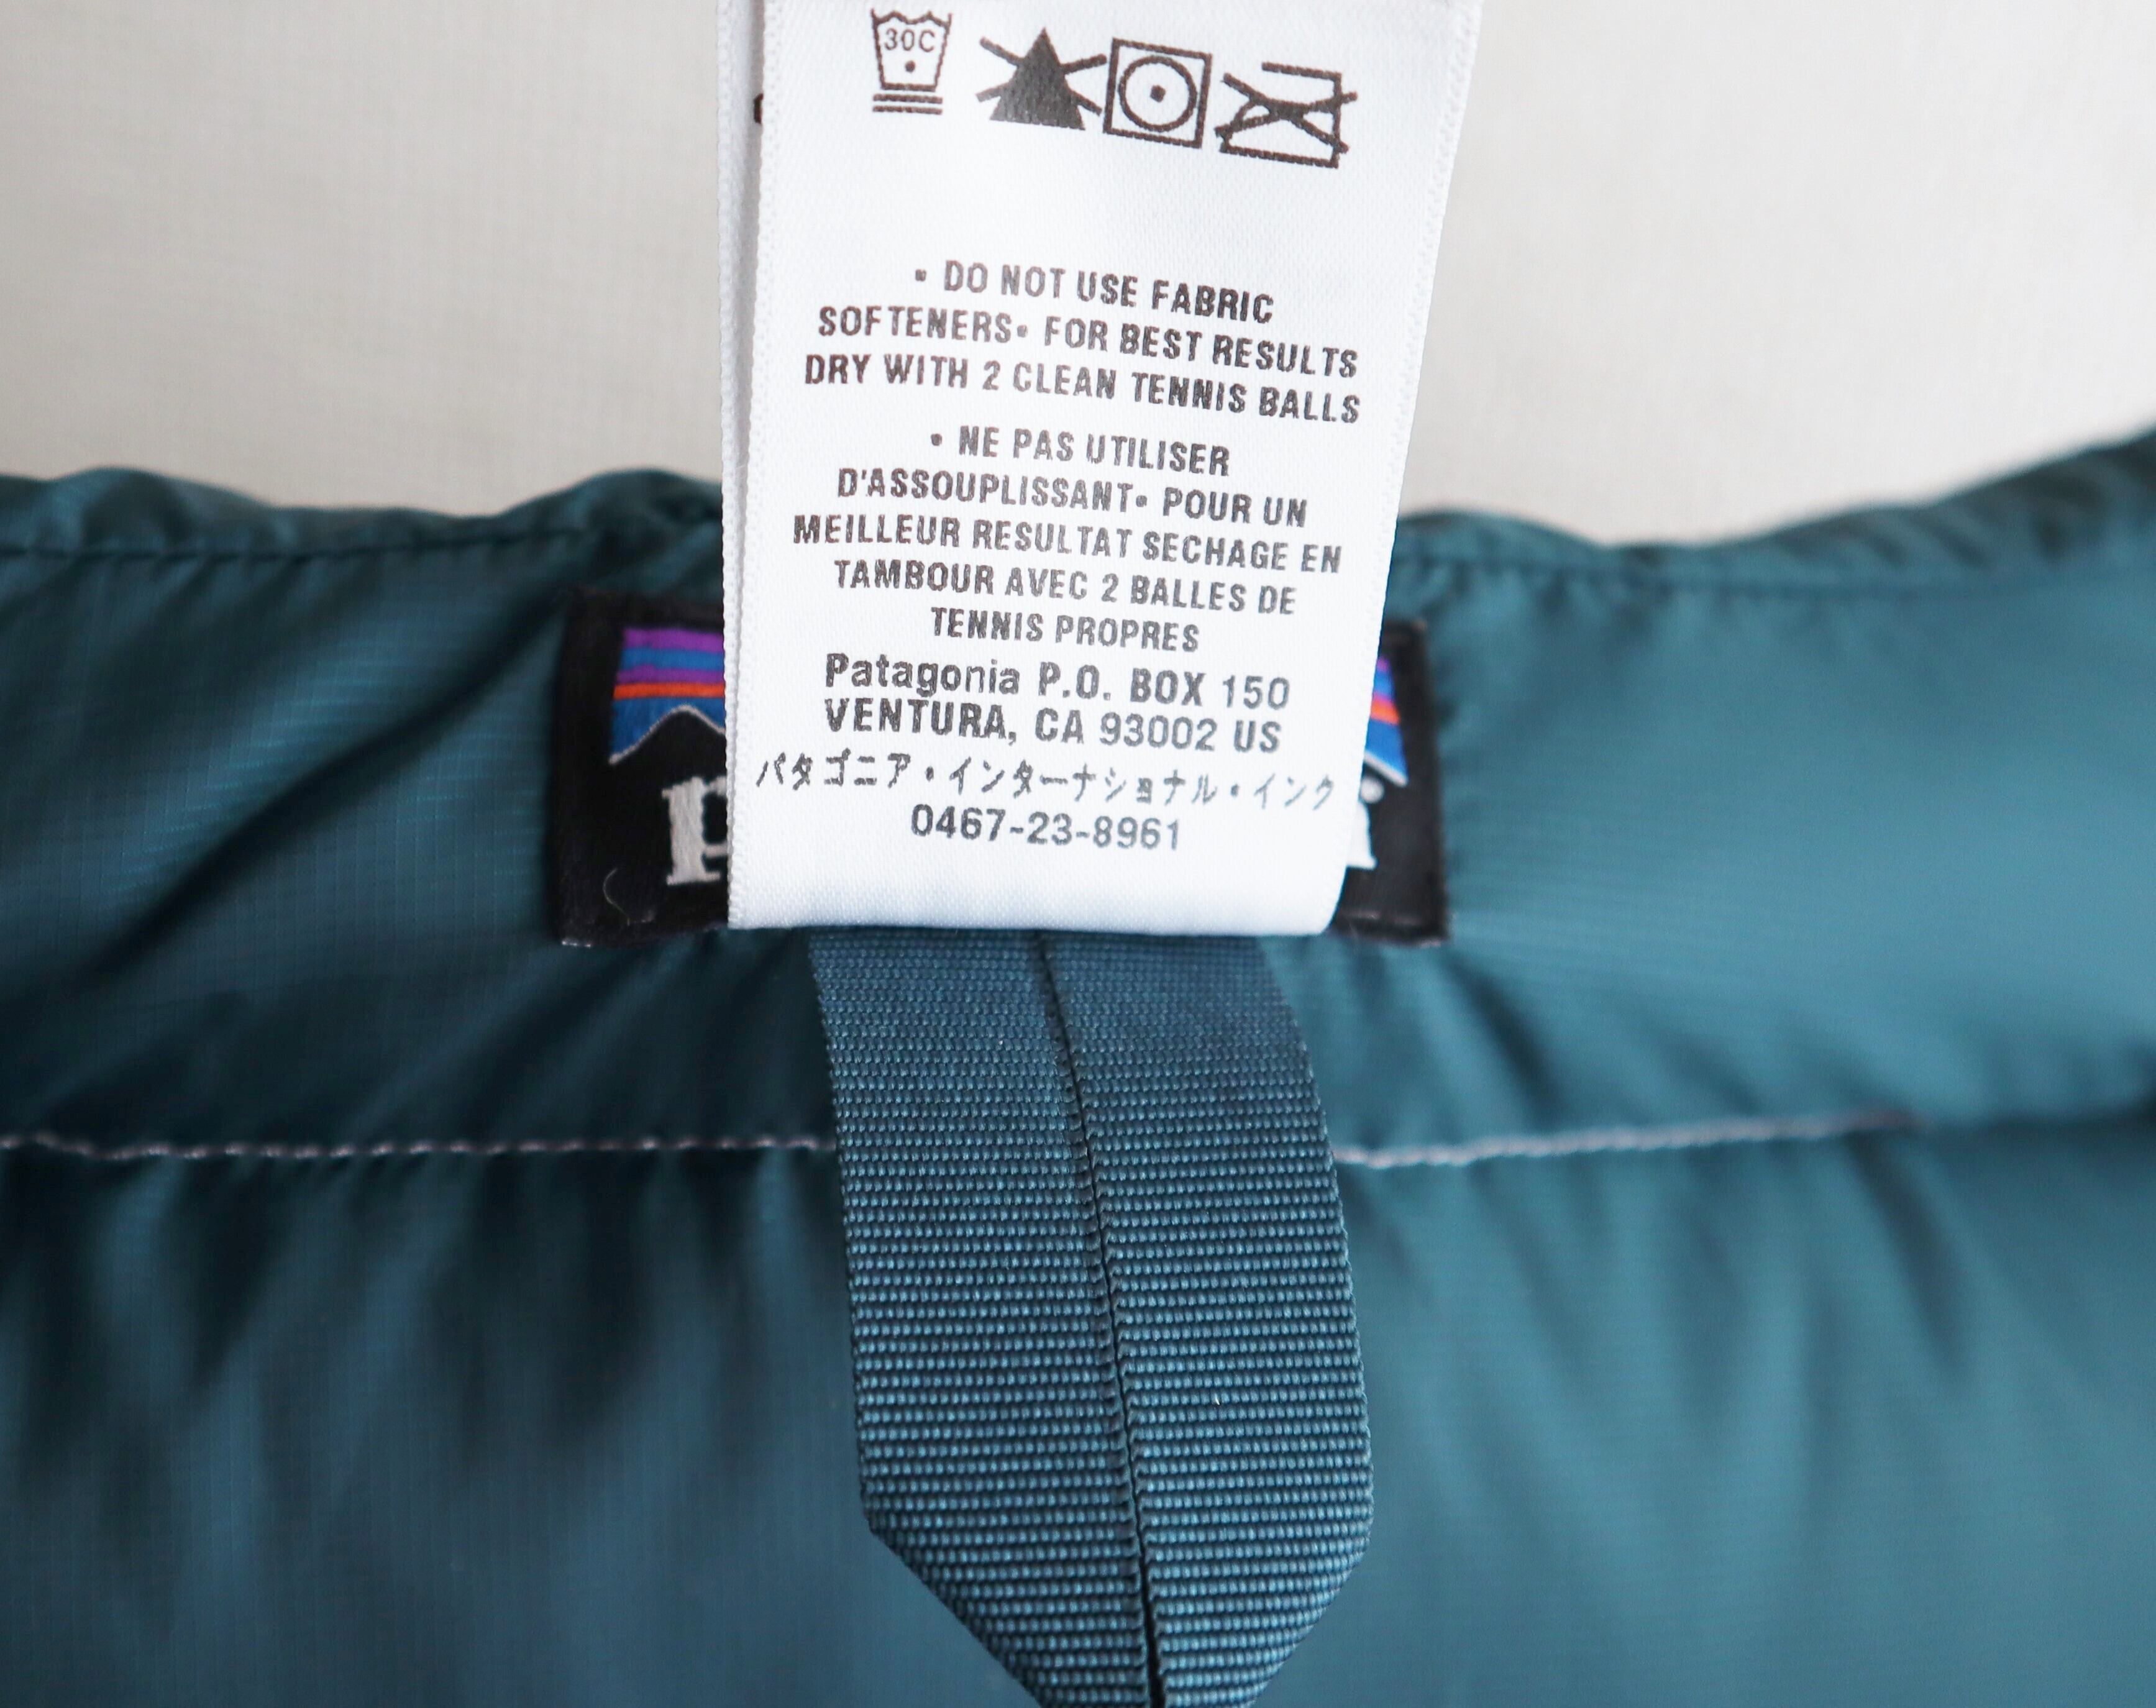 30C
• DO NOT USE FABRIC
SOFTENERS• FOR BEST RESULTS
DRY WITH 2 CLEAN TENNIS BALLS
• NE PAS UTILISER
D'ASSOUPLISSANT• POUR UN
MEILLEUR RESULTAT SECHAGE EN
TAMBOUR AVEC 2 BALLES DE
TENNIS PROPRES
Patagonia P.O. BOX 150
VENTURA, CA 93002 US
パタゴニア・インターナショナル・インク
0467-23-8961